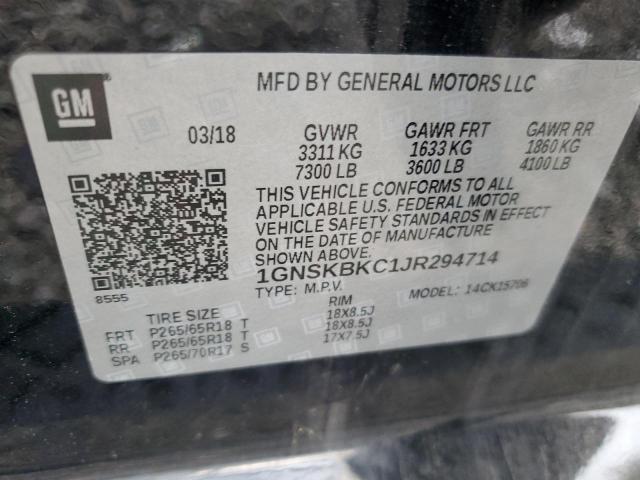 GM
MFD BY GENERAL MOTORS LLC
03/18 GVWR GAWR FRT GAWR RR
3311 KG 1633 KG 1860 KG
7300 LB 3600 LB 4100 LB
THIS VEHICLE CONFORMS TO ALL
APPLICABLE U.S. FEDERAL MOTOR
VEHICLE SAFETY STANDARDS IN EFFECT
ON THE DATE OF MANUFACTURE
SHOWN ABOVE.
1GNSKBKC1JR294714
8555
TYPE: M.P.V. MODEL: 14CK15706
TIRE SIZE RIM
FRT P265/65R18 T 18X8.5J
RR P265/65R18 T 18X8.5J
SPA P265/70R17 S 17X7.5J